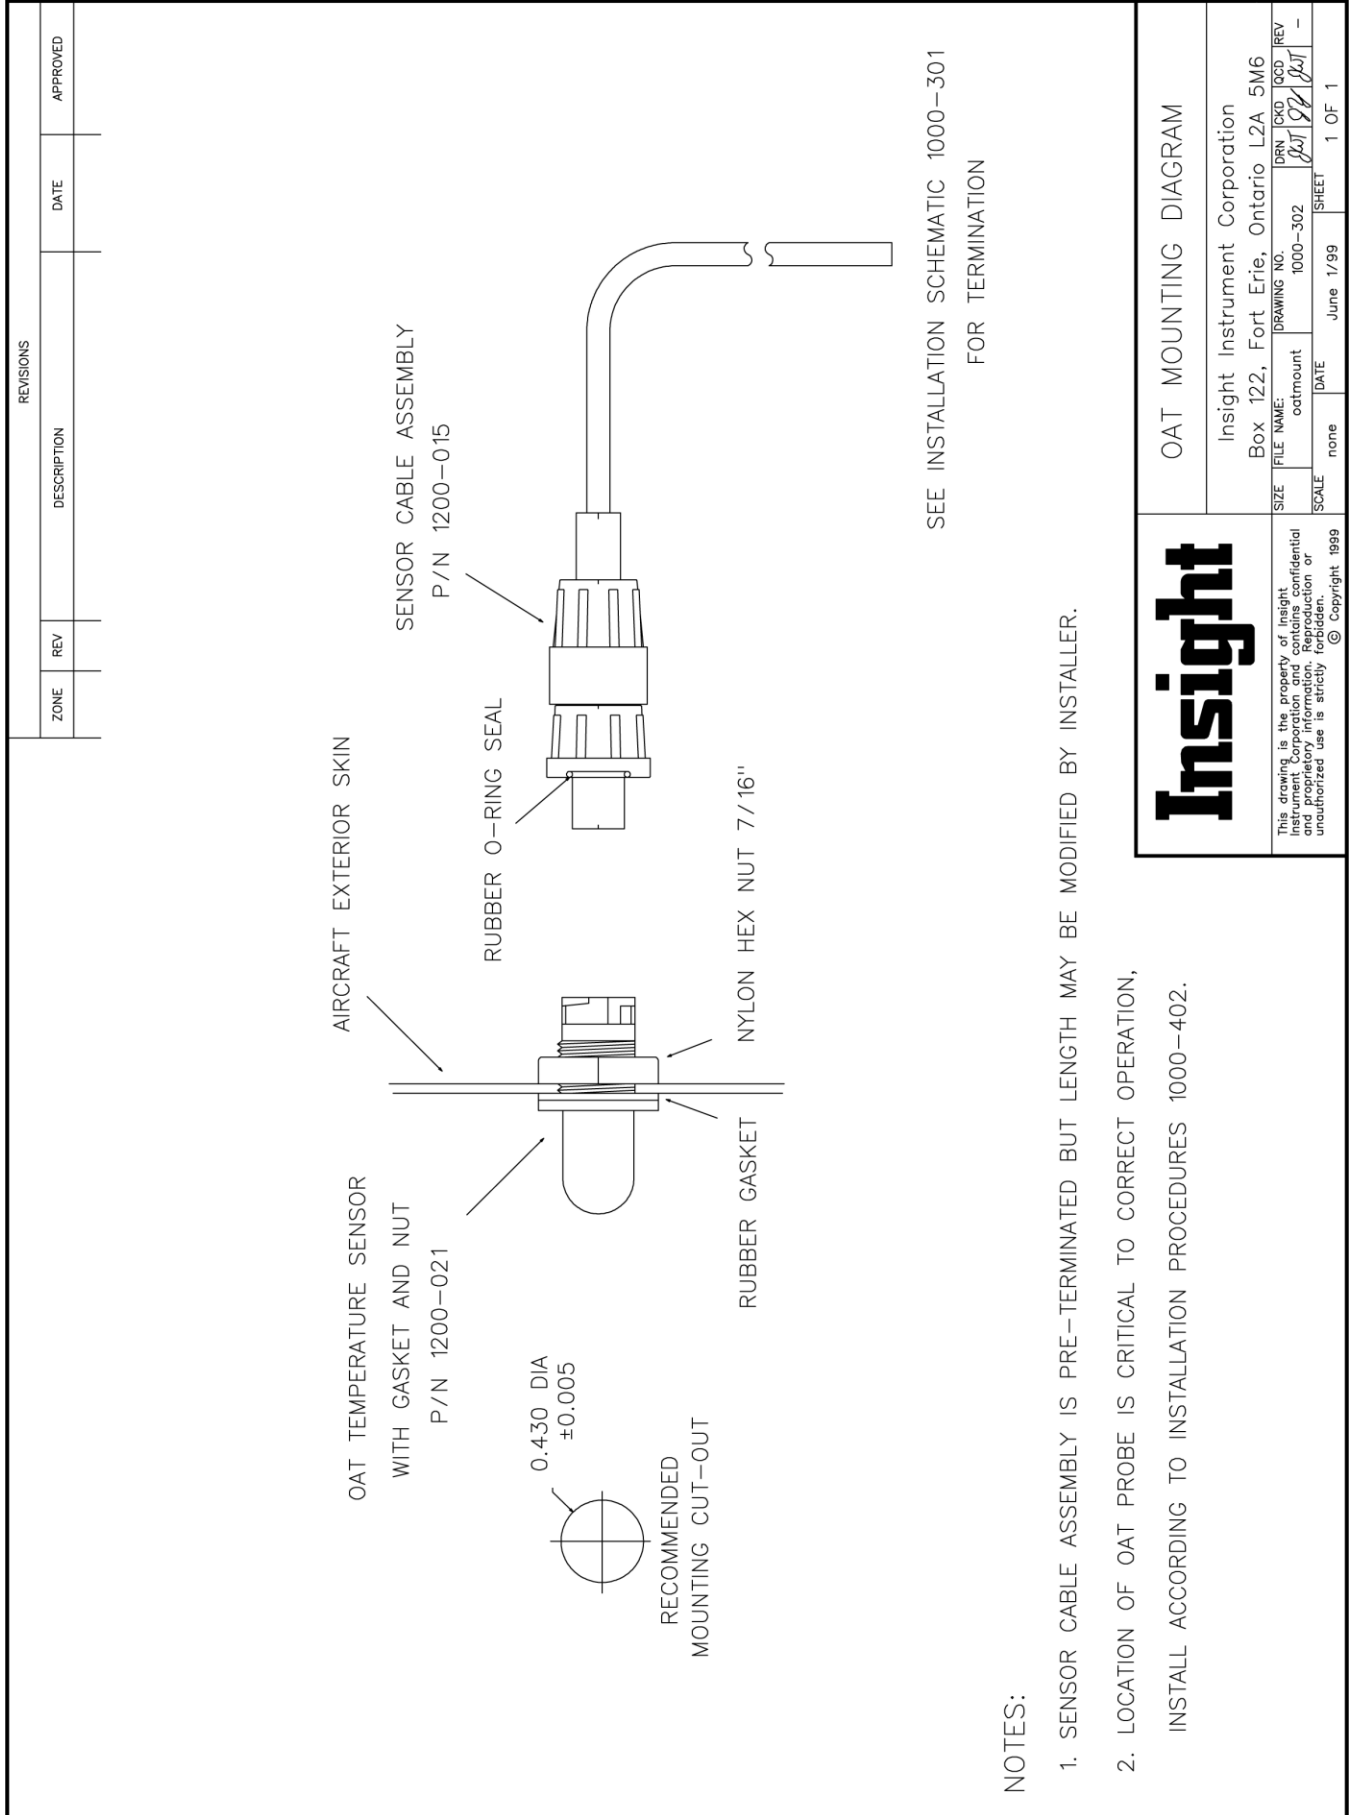 REVISIONS
ZONE REV DESCRIPTION DATE APPROVED
AIRCRAFT EXTERIOR SKIN
SENSOR CABLE ASSEMBLY
P/N 1200-015
OAT TEMPERATURE SENSOR
WITH GASKET AND NUT
P/N 1200-021
RUBBER O-RING SEAL
0.430 DIA
±0.005
RECOMMENDED
MOUNTING CUT-OUT
RUBBER GASKET
NYLON HEX NUT 7/16"
SEE INSTALLATION SCHEMATIC 1000-301
FOR TERMINATION
NOTES:
1. SENSOR CABLE ASSEMBLY IS PRE-TERMINATED BUT LENGTH MAY BE MODIFIED BY INSTALLER.
2. LOCATION OF OAT PROBE IS CRITICAL TO CORRECT OPERATION,
INSTALL ACCORDING TO INSTALLATION PROCEDURES 1000-402.
Insight
This drawing is the property of Insight
Instrument Corporation and contains confidential
and proprietory information. Reproduction or
unauthorized use is strictly forbidden.
© Copyright 1999
OAT MOUNTING DIAGRAM
Insight Instrument Corporation
Box 122, Fort Erie, Ontario L2A 5M6
SIZE FILE NAME: DRAWING NO. DRN CKD QCD REV
oatmount 1000-302 -
SCALE none DATE June 1/99 SHEET 1 OF 1